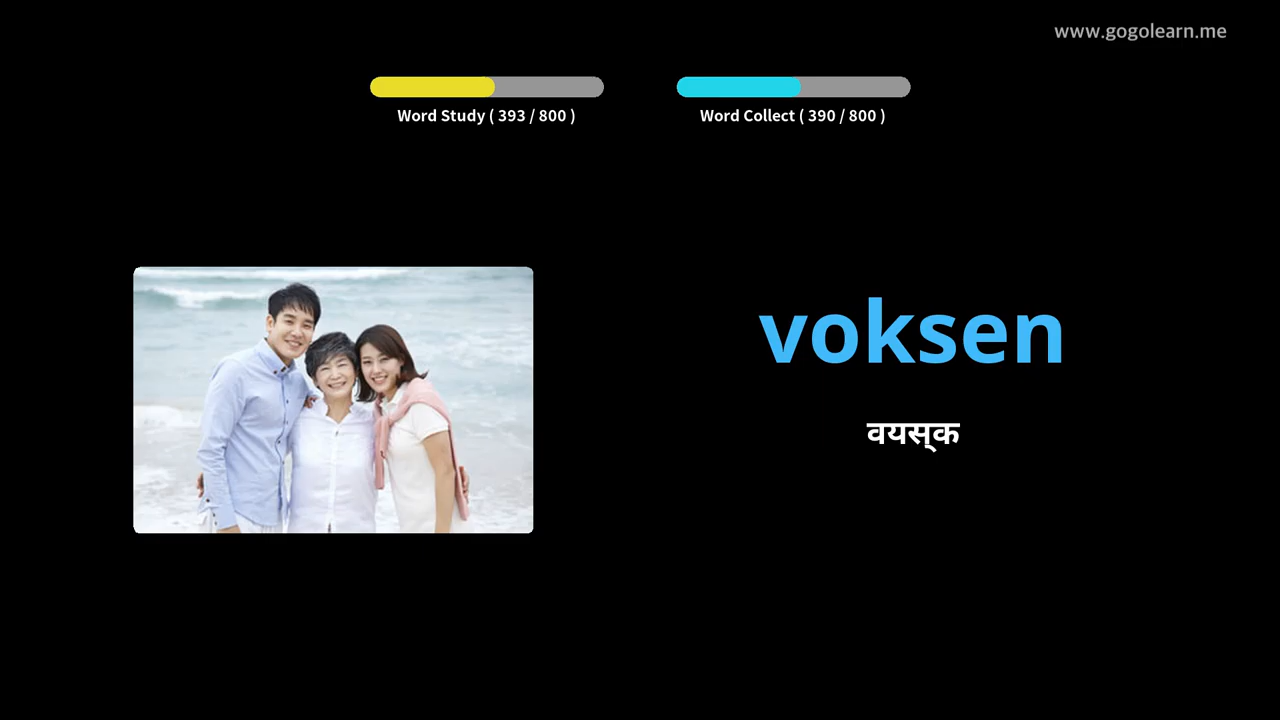 www.gogolearn.me
Word Study ( 393 / 800 )
Word Collect ( 390 / 800 )
voksen
वयस्‌क